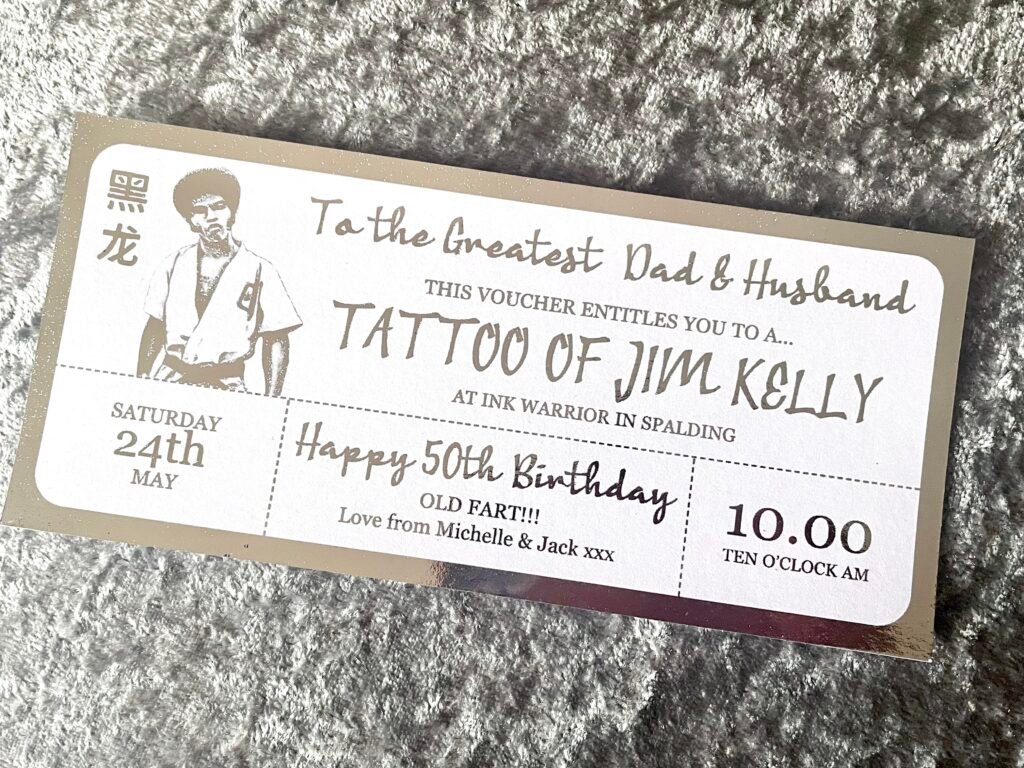 黑
龙
To the Greatest Dad & Husband
THIS VOUCHER ENTITLES YOU TO A...
TATTOO OF JIM KELLY
AT INK WARRIOR IN SPALDING
SATURDAY
24th
MAY
Happy 50th Birthday
OLD FART!!!
Love from Michelle & Jack xxx
10.00
TEN O'CLOCK AM